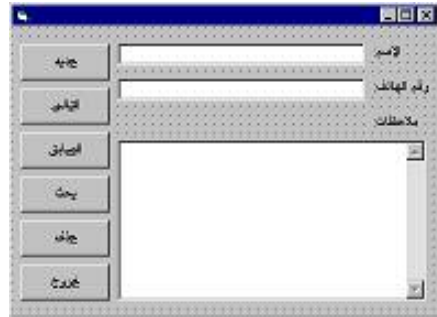 الاسم:
رقم الهاتف:
ملاحظات:
جديد
التالي
السابق
بحث
حذف
خروج